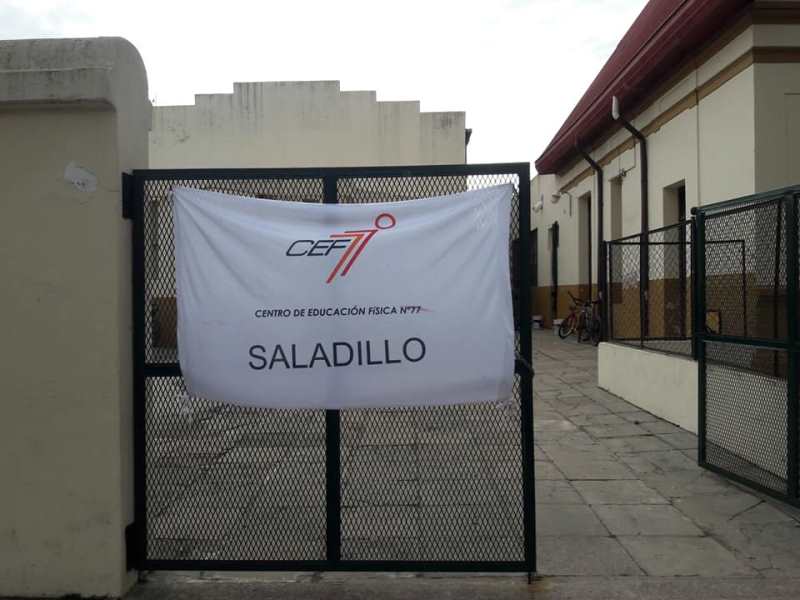 CEF77
CENTRO DE EDUCACIÓN FíSICA N°77
SALADILLO